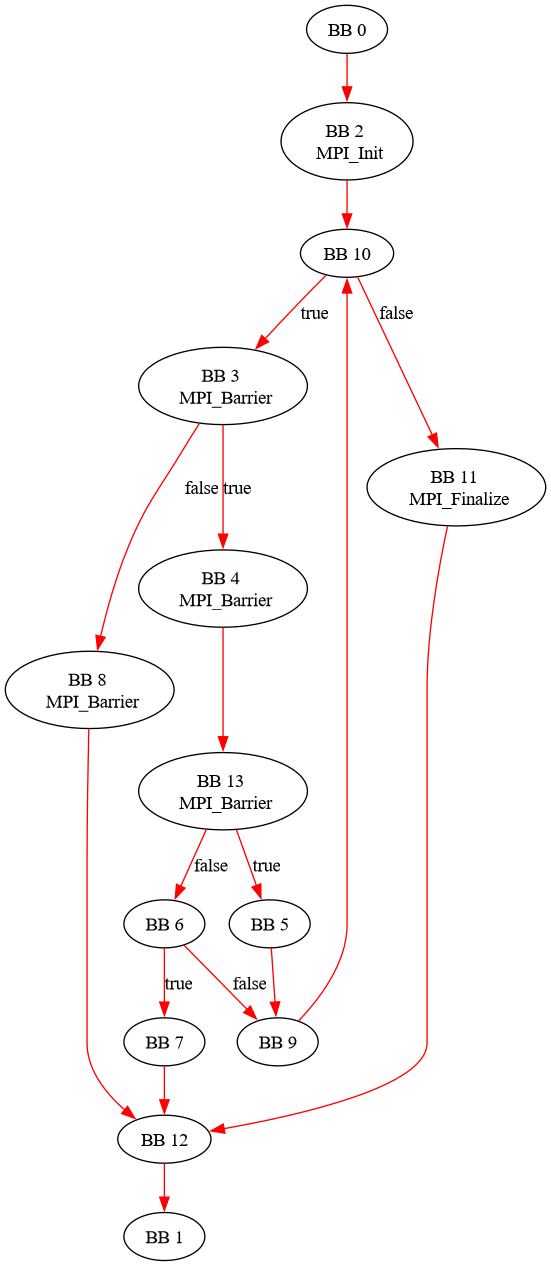 BB 0
BB 2
MPI_Init
BB 10
true
false
BB 3
MPI_Barrier
BB 11
MPI_Finalize
false
true
BB 4
MPI_Barrier
BB 8
MPI_Barrier
BB 13
MPI_Barrier
false
true
BB 6
BB 5
true
false
BB 7
BB 9
BB 12
BB 1